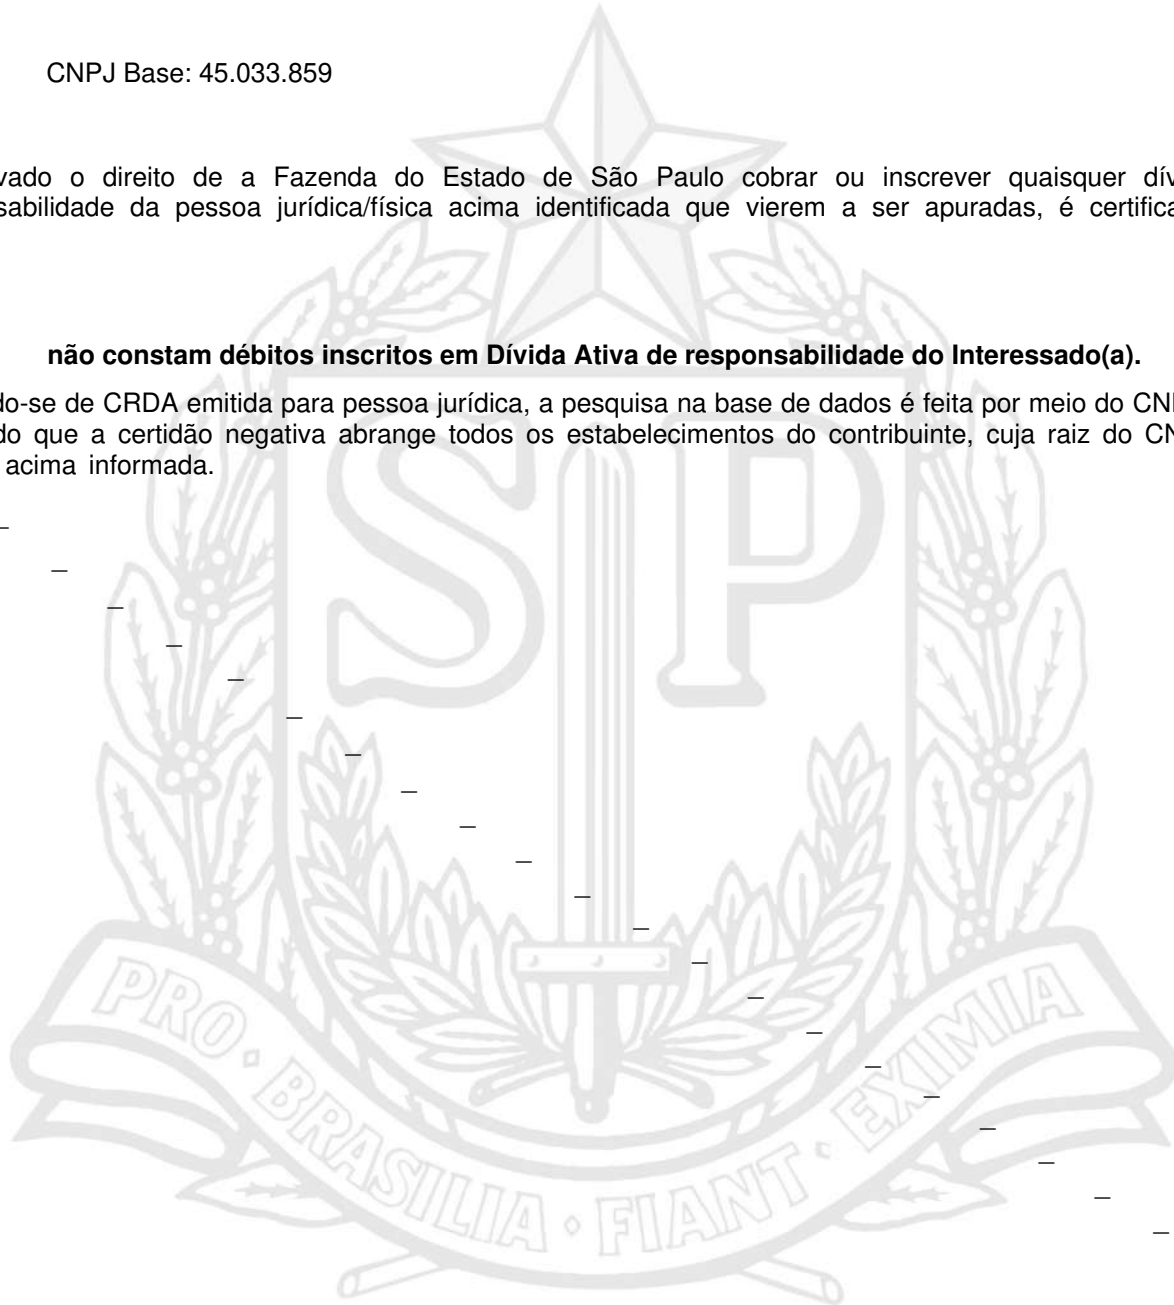 CNPJ Base: 45.033.859
vado o direito de a Fazenda do Estado de São Paulo cobrar ou inscrever quaisquer dív
sabilidade da pessoa jurídica/física acima identificada que vierem a ser apuradas, é certifica
não constam débitos inscritos em Dívida Ativa de responsabilidade do Interessado(a).
do-se de CRDA emitida para pessoa jurídica, a pesquisa na base de dados é feita por meio do CN
do que a certidão negativa abrange todos os estabelecimentos do contribuinte, cuja raiz do CN
acima informada.
SP
PRO · BRASILIA · FIANT · EXIMIA